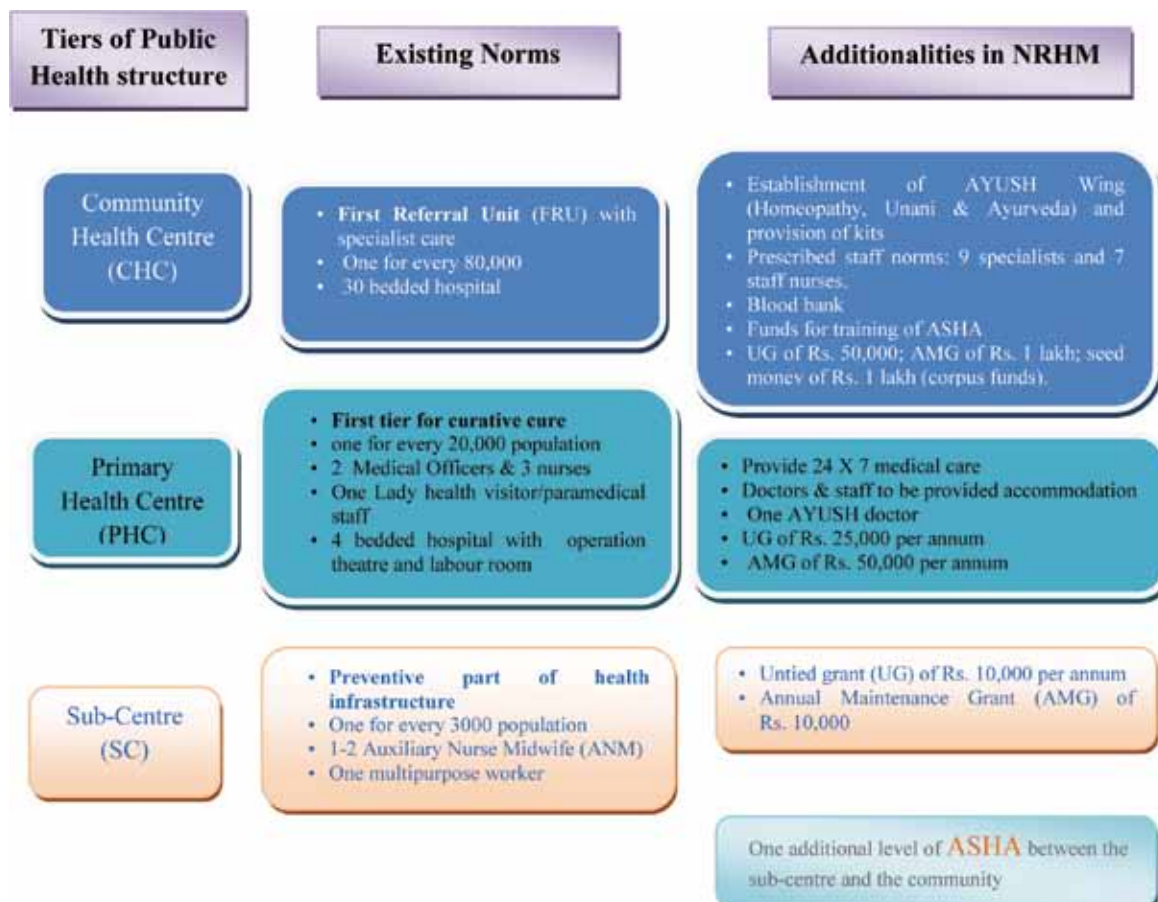 Tiers of Public
Health structure
Existing Norms
Additionalities in NRHM
Community
Health Centre
(CHC)
• First Referral Unit (FRU) with
specialist care
• One for every 80,000
• 30 bedded hospital
• Establishment of AYUSH Wing
(Homeopathy, Unani & Ayurveda) and
provision of kits
• Prescribed staff norms: 9 specialists and 7
staff nurses.
• Blood bank
• Funds for training of ASHA
• UG of Rs. 50,000; AMG of Rs. 1 lakh; seed
money of Rs. 1 lakh (corpus funds).
Primary
Health Centre
(PHC)
• First tier for curative cure
• one for every 20,000 population
• 2 Medical Officers & 3 nurses
• One Lady health visitor/paramedical
staff
• 4 bedded hospital with operation
theatre and labour room
• Provide 24 X 7 medical care
• Doctors & staff to be provided accommodation
• One AYUSH doctor
• UG of Rs. 25,000 per annum
• AMG of Rs. 50,000 per annum
Sub-Centre
(SC)
• Preventive part of health
infrastructure
• One for every 3000 population
• 1-2 Auxiliary Nurse Midwife (ANM)
• One multipurpose worker
• Untied grant (UG) of Rs. 10,000 per annum
• Annual Maintenance Grant (AMG) of
Rs. 10,000
One additional level of ASHA between the
sub-centre and the community